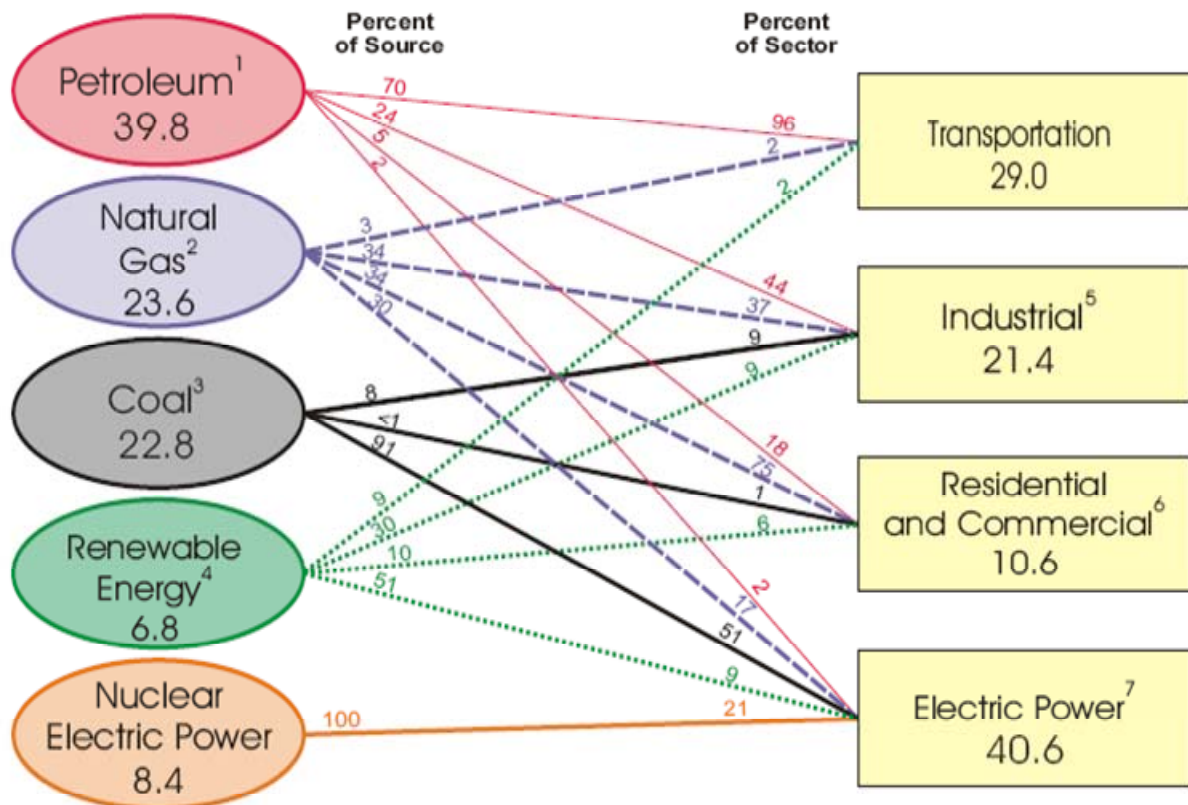 Percent
of Source
Percent
of Sector
Petroleum¹
39.8
Natural
Gas²
23.6
Coal³
22.8
Renewable
Energy⁴
6.8
Nuclear
Electric Power
8.4
70
24
5
2
3
34
34
30
8
<1
91
9
30
10
51
100
96
2
2
44
37
9
9
18
75
1
6
2
17
51
9
21
Transportation
29.0
Industrial⁵
21.4
Residential
and Commercial⁶
10.6
Electric Power⁷
40.6